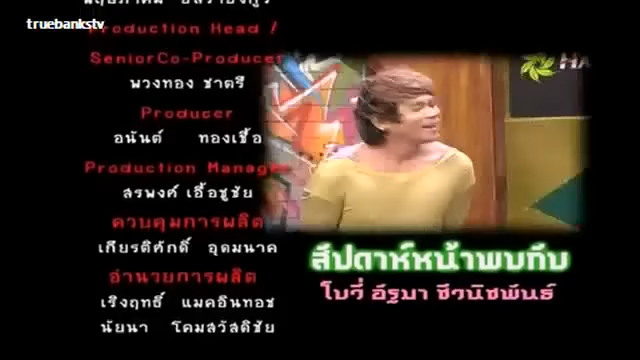 truebankstv
Production Head /
SeniorCo-Producer
พวงทอง ชาตรี
Producer
อนันต์ ทองเชื้อ
Production Manager
สรพงศ์ เอื้อชูชัย
ควบคุมการผลิต
เกียรติศักดิ์ อุดมนาค
อำนวยการผลิต
เริงฤทธิ์ แมคอินทอช
นัยนา โคมสวัสดิชัย
HA
สัปดาห์หน้าพบกับ
โบวี่ อัฐมา ชีวนิชพันธ์